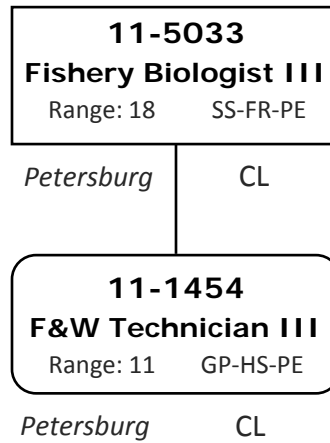 11-5033
Fishery Biologist III
Range: 18 SS-FR-PE
Petersburg CL
11-1454
F&W Technician III
Range: 11 GP-HS-PE
Petersburg CL